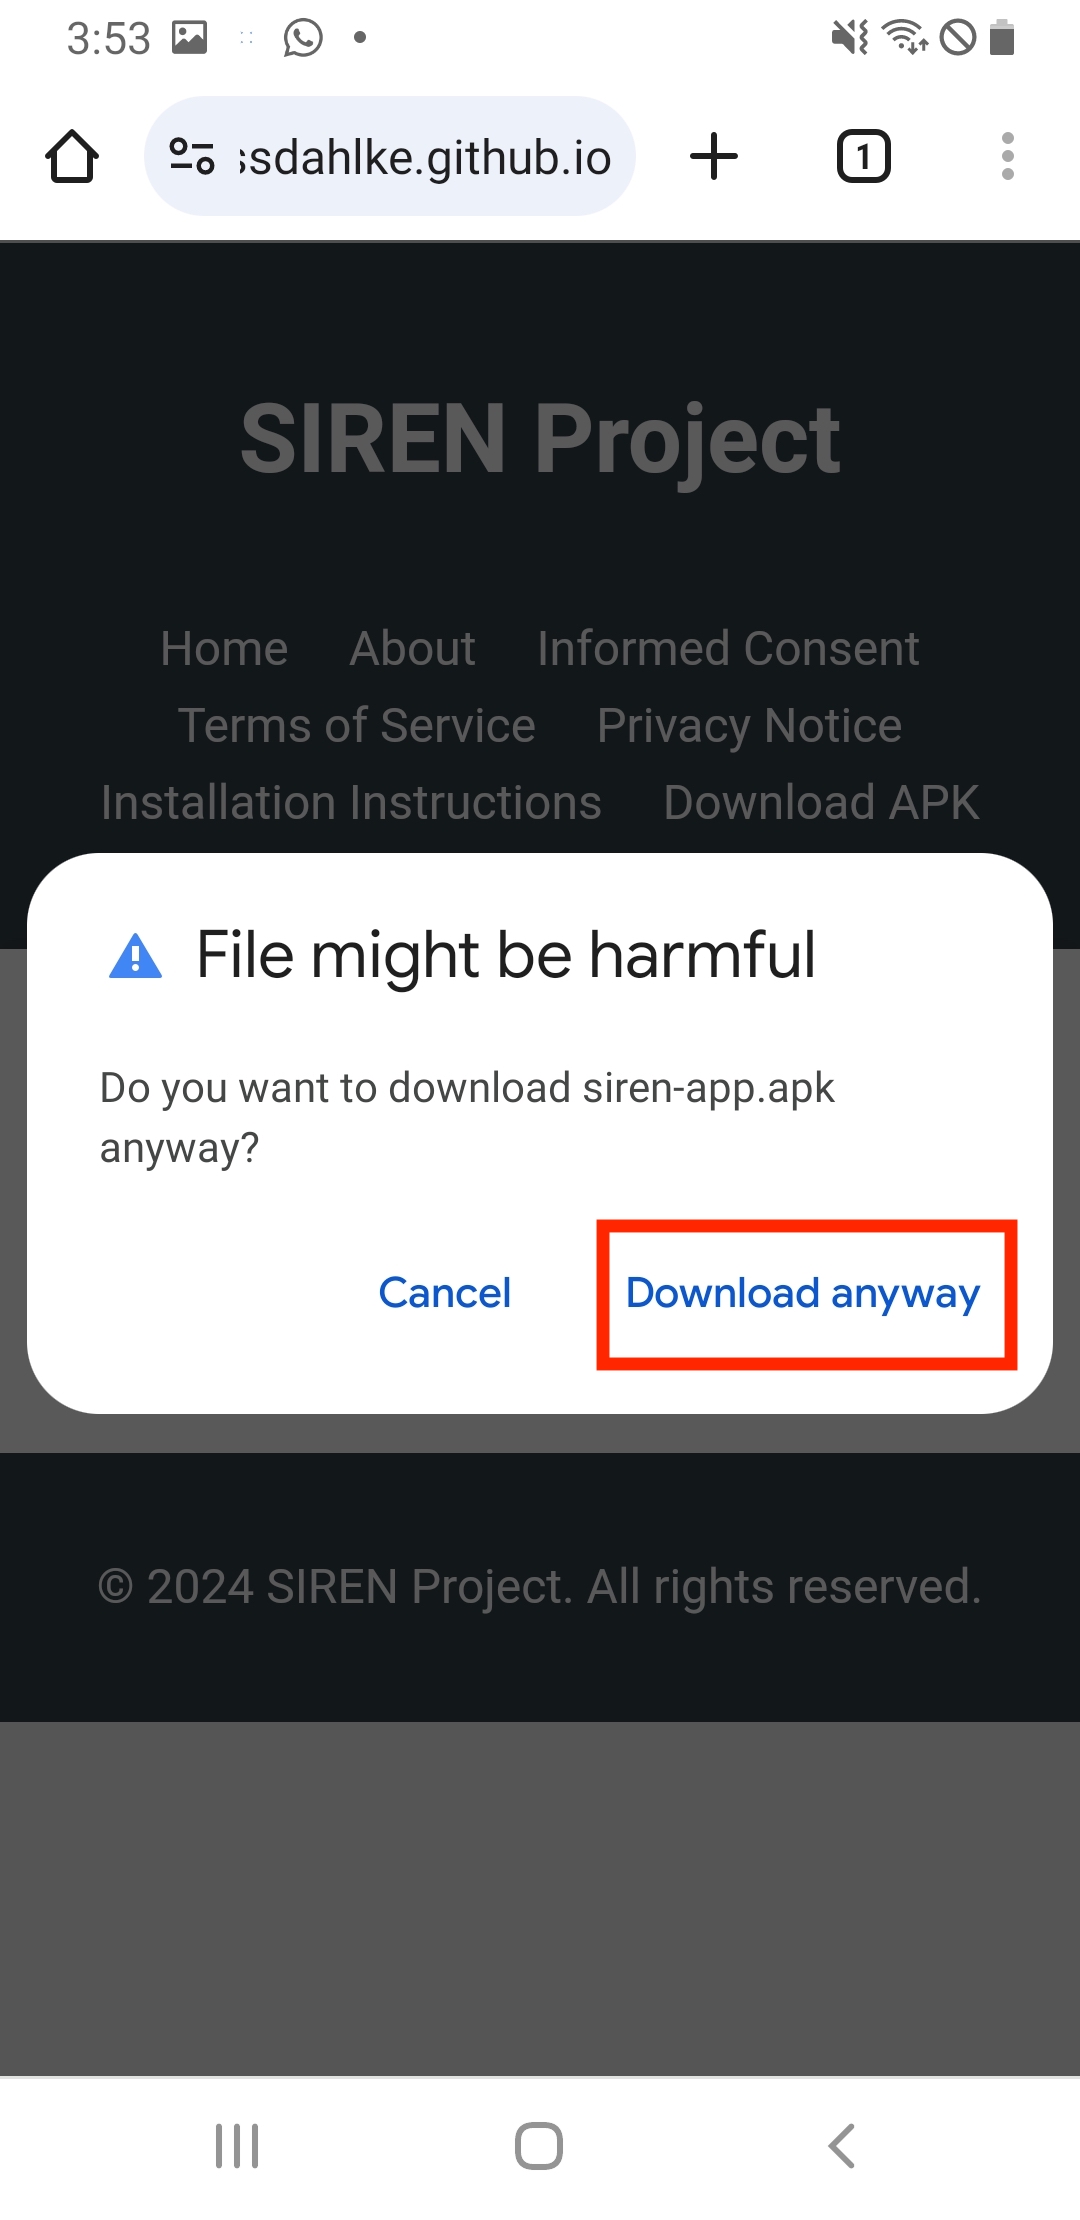 3:53
ssdahlke.github.io
1
SIREN Project
Home About Informed Consent
Terms of Service Privacy Notice
Installation Instructions Download APK
File might be harmful
Do you want to download siren-app.apk
anyway?
Cancel Download anyway
© 2024 SIREN Project. All rights reserved.